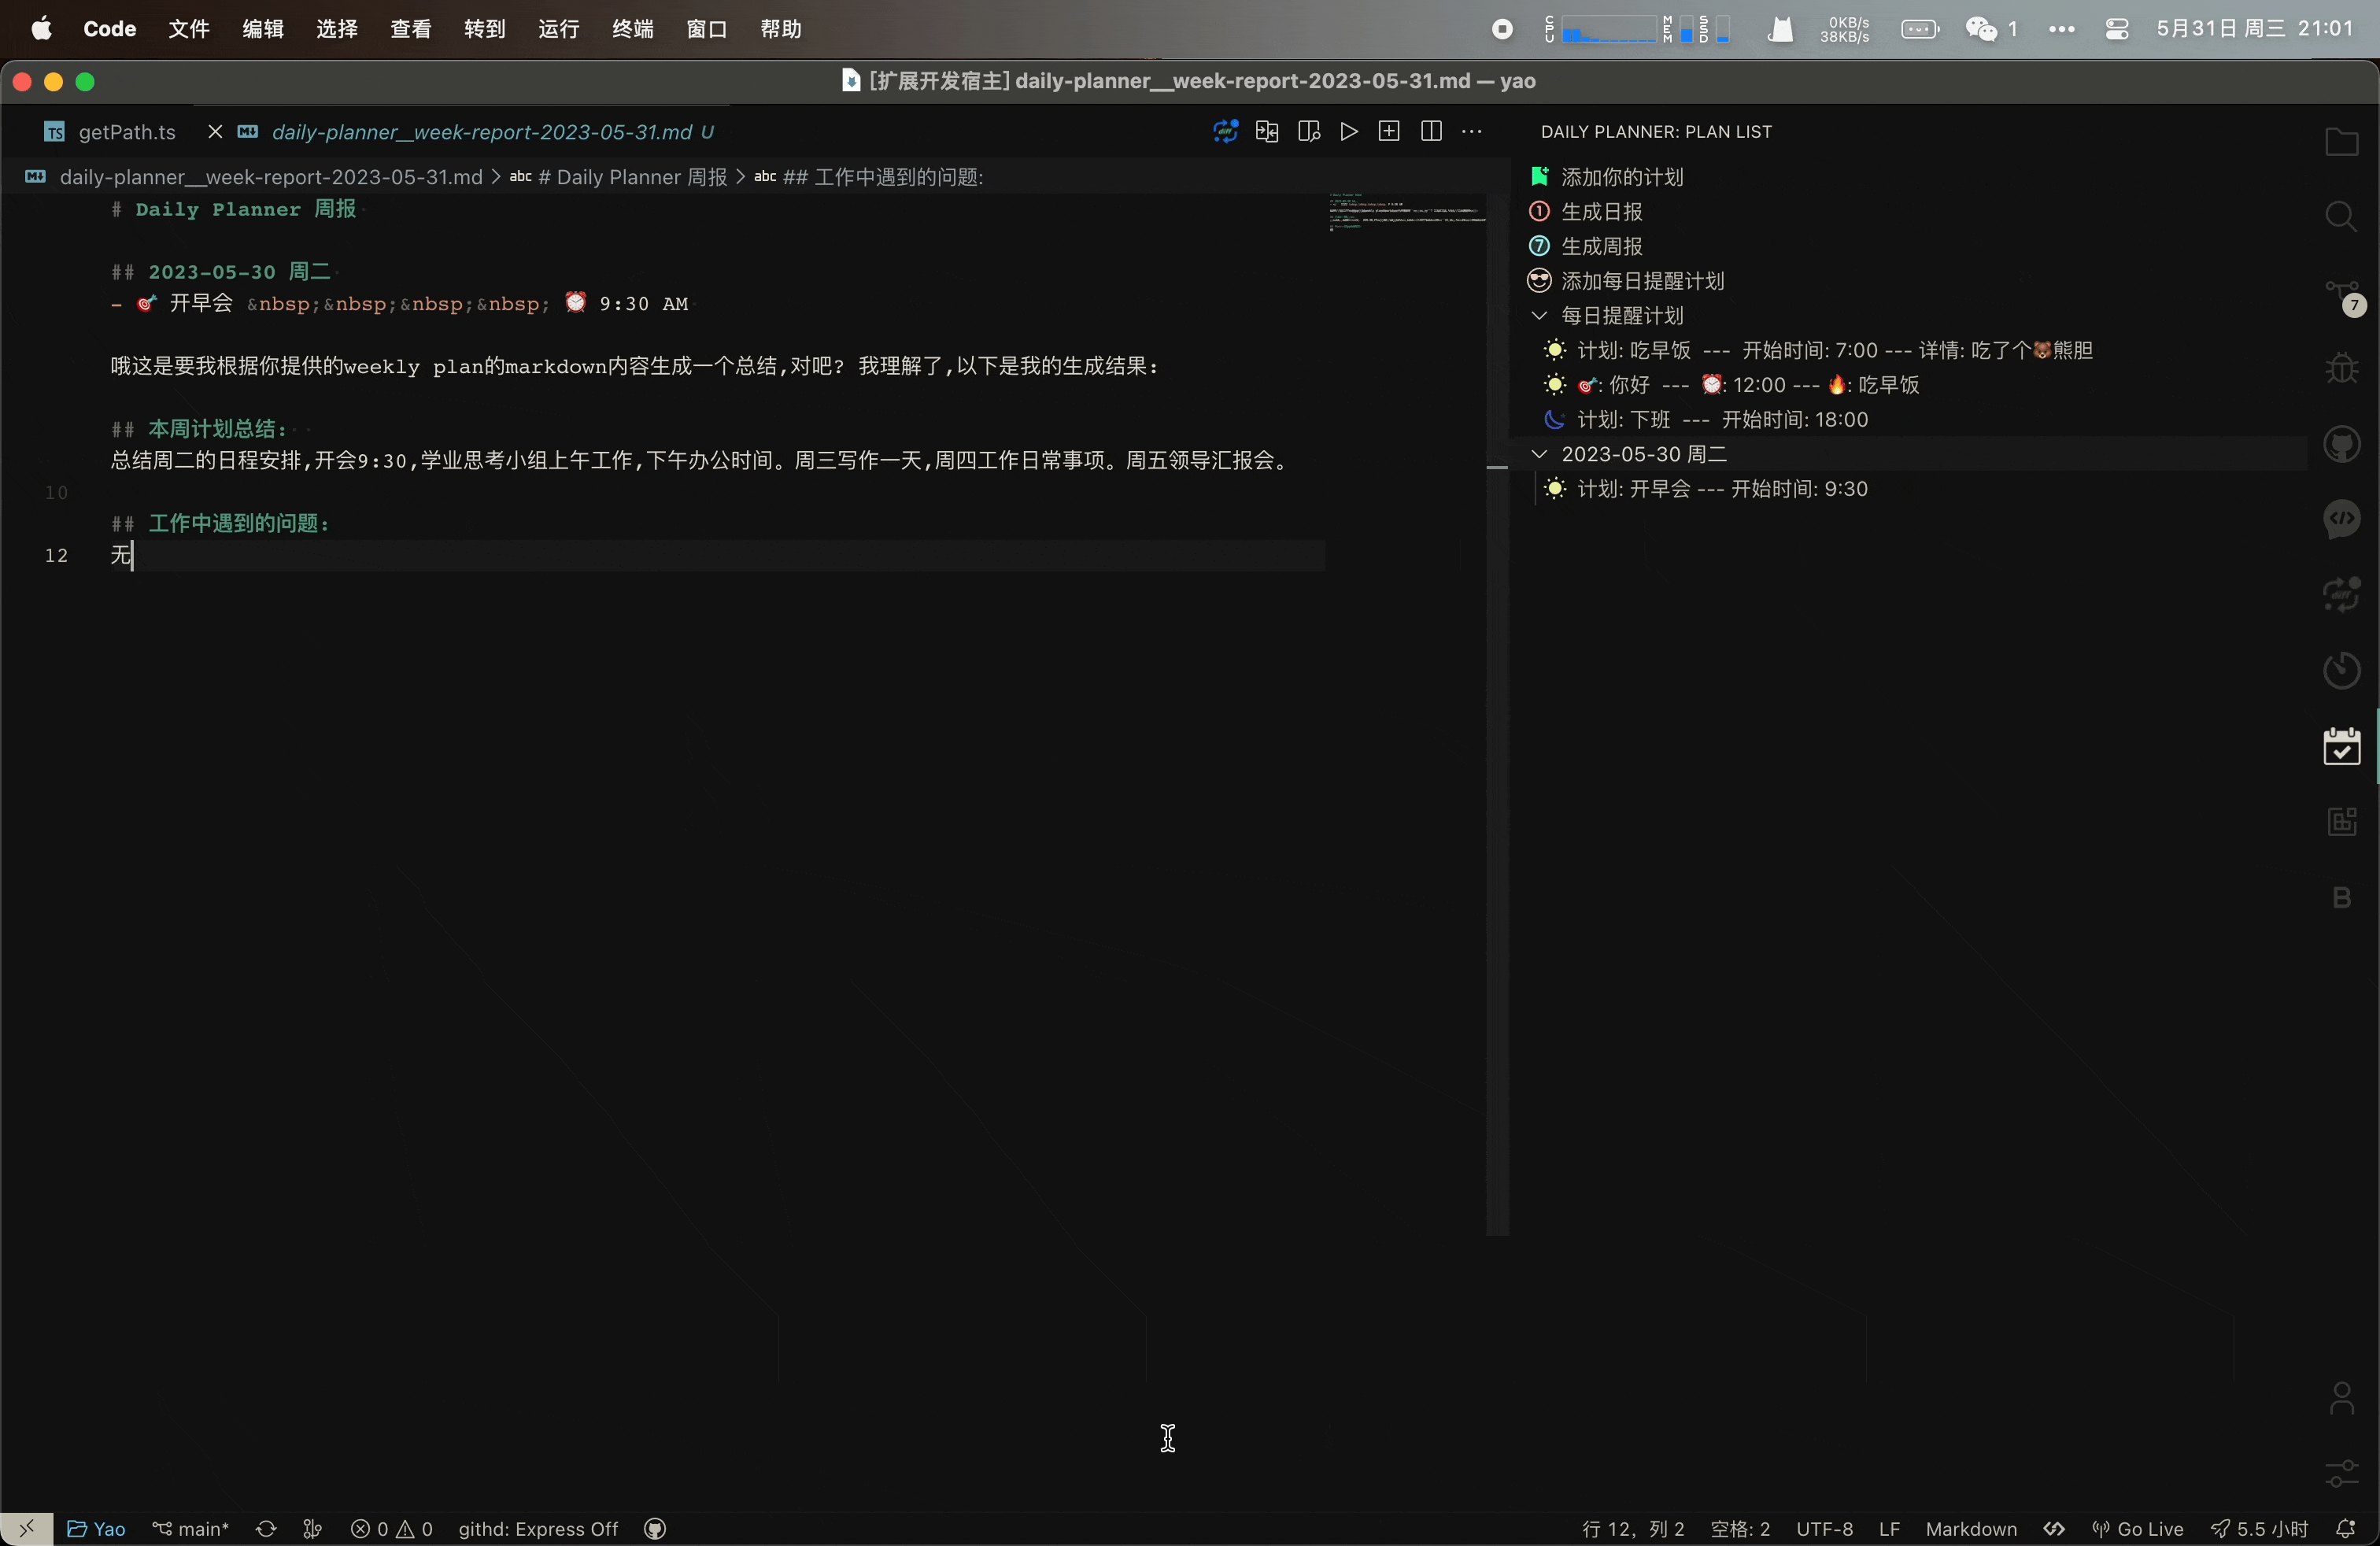 Code 文件 编辑 选择 查看 转到 运行 终端 窗口 帮助
CPU MEM SSD 0KB/s 38KB/s 1 5月31日 周三 21:01
[扩展开发宿主] daily-planner__week-report-2023-05-31.md — yao
TS getPath.ts
daily-planner__week-report-2023-05-31.md U
daily-planner__week-report-2023-05-31.md > abc # Daily Planner 周报 > abc ## 工作中遇到的问题:
# Daily Planner 周报
## 2023-05-30 周二
- 🎯 开早会 &nbsp;&nbsp;&nbsp;&nbsp; ⏰ 9:30 AM
哦这是要我根据你提供的weekly plan的markdown内容生成一个总结,对吧? 我理解了,以下是我的生成结果:
## 本周计划总结:
总结周二的日程安排,开会9:30,学业思考小组上午工作,下午办公时间。周三写作一天,周四工作日常事项。周五领导汇报会。
10
## 工作中遇到的问题:
12 无
DAILY PLANNER: PLAN LIST
添加你的计划
1 生成日报
7 生成周报
😎 添加每日提醒计划
每日提醒计划
计划: 吃早饭 --- 开始时间: 7:00 --- 详情: 吃了个🐻熊胆
🎯: 你好 --- ⏰: 12:00 --- 🔥: 吃早饭
计划: 下班 --- 开始时间: 18:00
2023-05-30 周二
计划: 开早会 --- 开始时间: 9:30
7
diff
B
Yao main* 0 0 githd: Express Off
行 12, 列 2 空格: 2 UTF-8 LF Markdown Go Live 5.5 小时